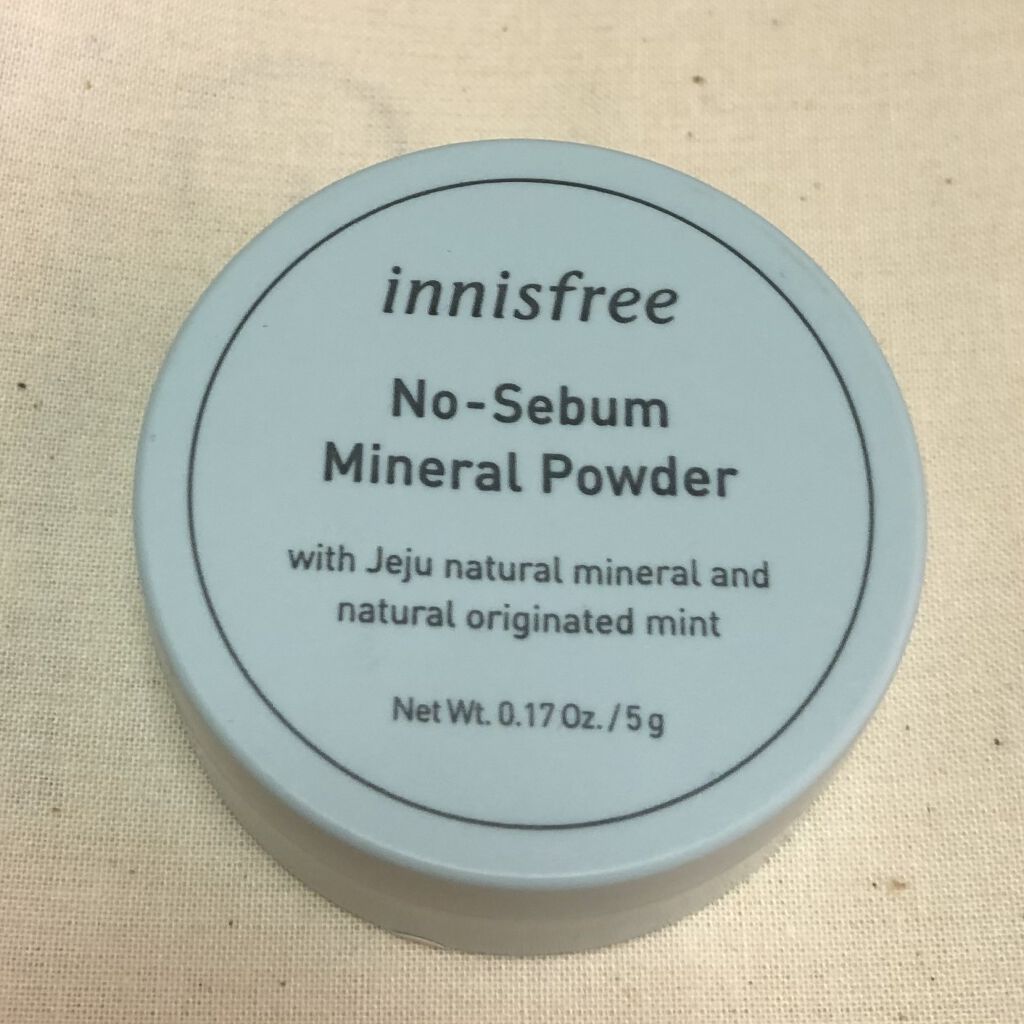 innisfree
No-Sebum
Mineral Powder
with Jeju natural mineral and
natural originated mint
Net Wt. 0.17 Oz. / 5 g